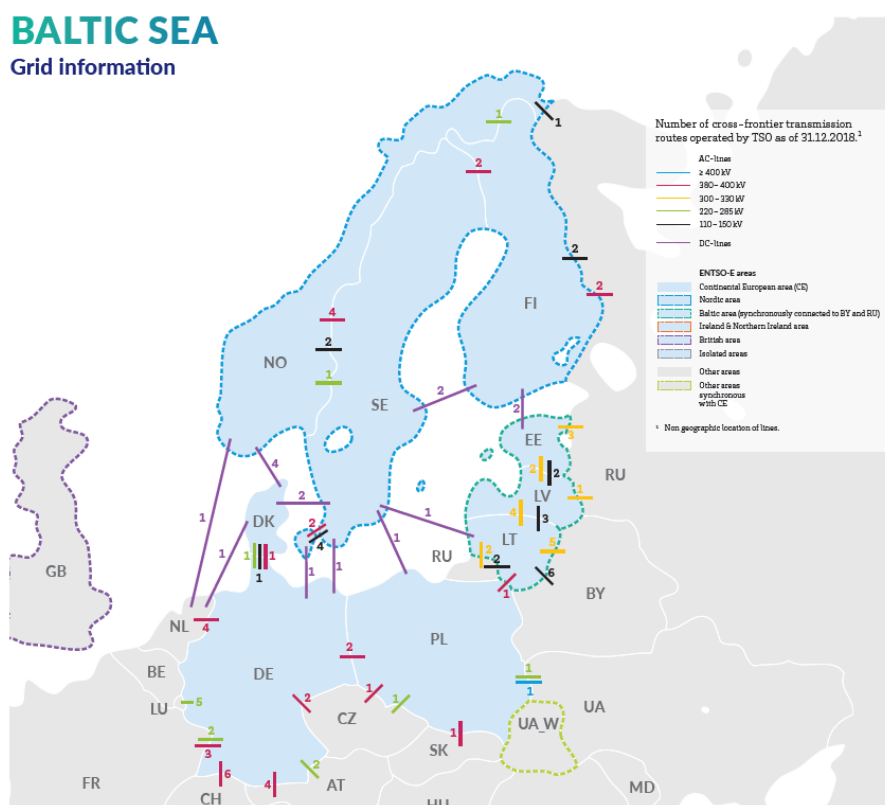 BALTIC SEA
Grid information
Number of cross-frontier transmission
routes operated by TSO as of 31.12.2018.¹
AC-lines
≥ 400 kV
380-400 kV
300-330 kV
220-285 kV
110-150 kV
DC-lines
ENTSO-E areas
Continental European area (CE)
Nordic area
Baltic area (synchronously connected to BY and RU)
Ireland & Northern Ireland area
British area
Isolated areas
Other areas
Other areas
synchronous
with CE
¹ Non geographic location of lines.
1
1
2
2
2
FI
4
2
NO
1
SE
2
2
EE
3
2
2
RU
4
LV
1
2
1
4
3
DK
2
4
LT
5
1
1
RU
2
2
6
GB
1
1
1
1
1
1
1
BY
NL
4
PL
2
BE
DE
1
1
2
1
LU
5
CZ
UA
UA_W
2
3
1
SK
6
4
2
FR
AT
MD
CH
HU